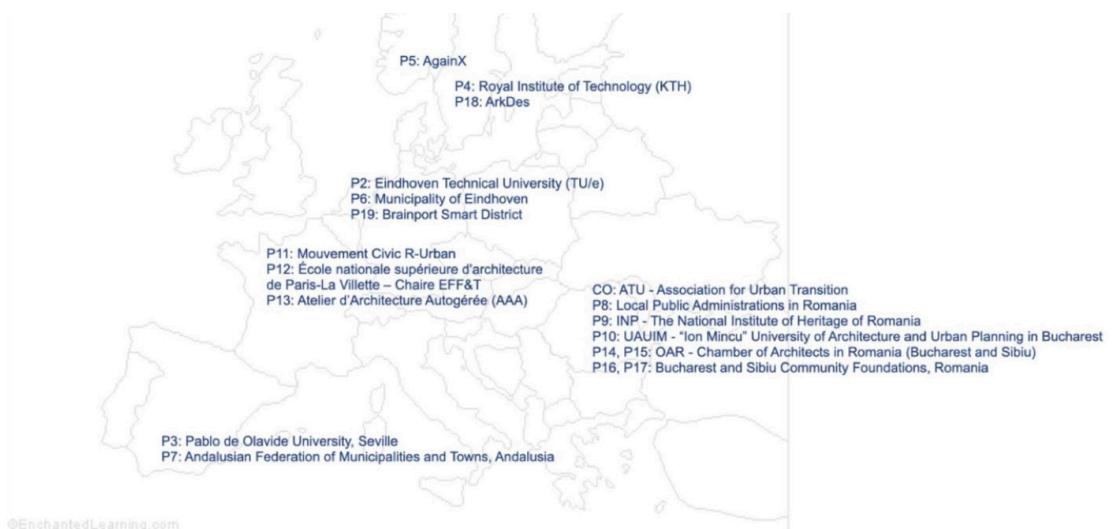 P5: AgainX
P4: Royal Institute of Technology (KTH)
P18: ArkDes
P2: Eindhoven Technical University (TU/e)
P6: Municipality of Eindhoven
P19: Brainport Smart District
P11: Mouvement Civic R-Urban
P12: École nationale supérieure d'architecture
de Paris-La Villette – Chaire EFF&T
P13: Atelier d'Architecture Autogérée (AAA)
CO: ATU - Association for Urban Transition
P8: Local Public Administrations in Romania
P9: INP - The National Institute of Heritage of Romania
P10: UAUIM - “Ion Mincu” University of Architecture and Urban Planning in Bucharest
P14, P15: OAR - Chamber of Architects in Romania (Bucharest and Sibiu)
P16, P17: Bucharest and Sibiu Community Foundations, Romania
P3: Pablo de Olavide University, Seville
P7: Andalusian Federation of Municipalities and Towns, Andalusia
©EnchantedLearning.com